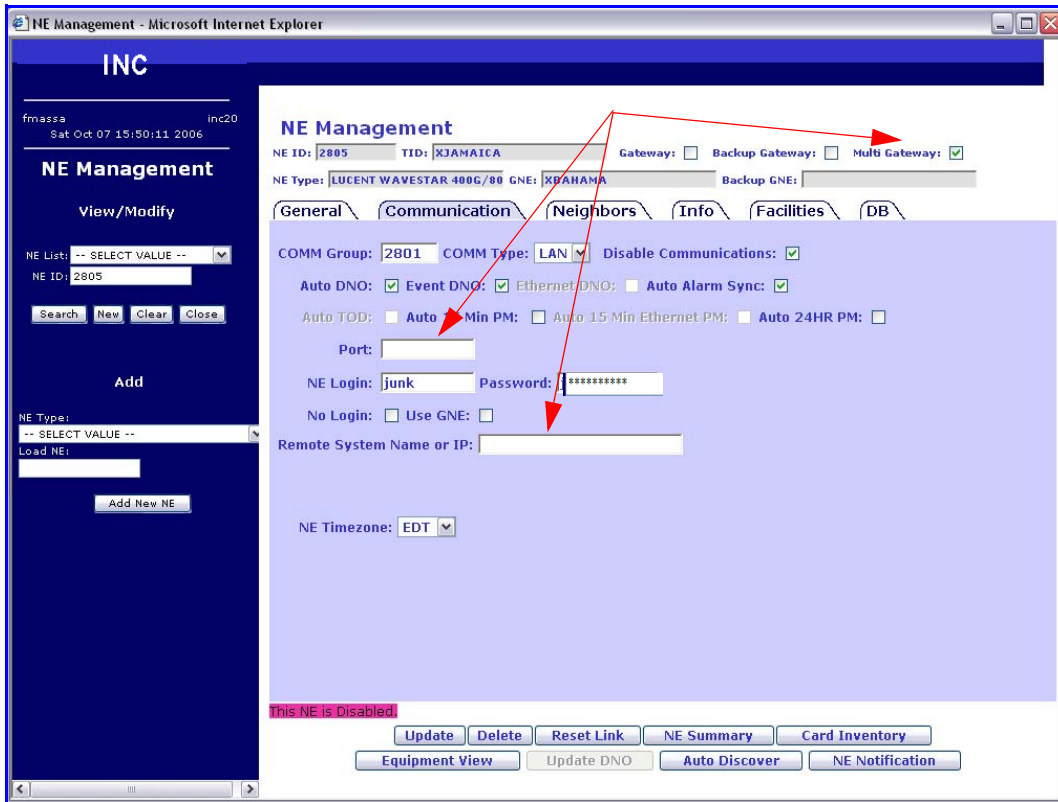 NE Management - Microsoft Internet Explorer
INC
fmassa inc20
Sat Oct 07 15:50:11 2006
NE Management
View/Modify
NE List: -- SELECT VALUE --
NE ID: 2805
Search New Clear Close
Add
NE Type:
-- SELECT VALUE --
Load NE:
Add New NE
NE Management
NE ID: 2805 TID: XJAMAICA Gateway: Backup Gateway: Multi Gateway:
NE Type: LUCENT WAVESTAR 400G/80 GNE: XBAHAMA Backup GNE:
General Communication Neighbors Info Facilities DB
COMM Group: 2801 COMM Type: LAN Disable Communications:
Auto DNO: Event DNO: Ethernet DNO: Auto Alarm Sync:
Auto TOD: Auto 15 Min PM: Auto 15 Min Ethernet PM: Auto 24HR PM:
Port:
NE Login: junk Password: **********
No Login: Use GNE:
Remote System Name or IP:
NE Timezone: EDT
This NE is Disabled.
Update Delete Reset Link NE Summary Card Inventory
Equipment View Update DNO Auto Discover NE Notification